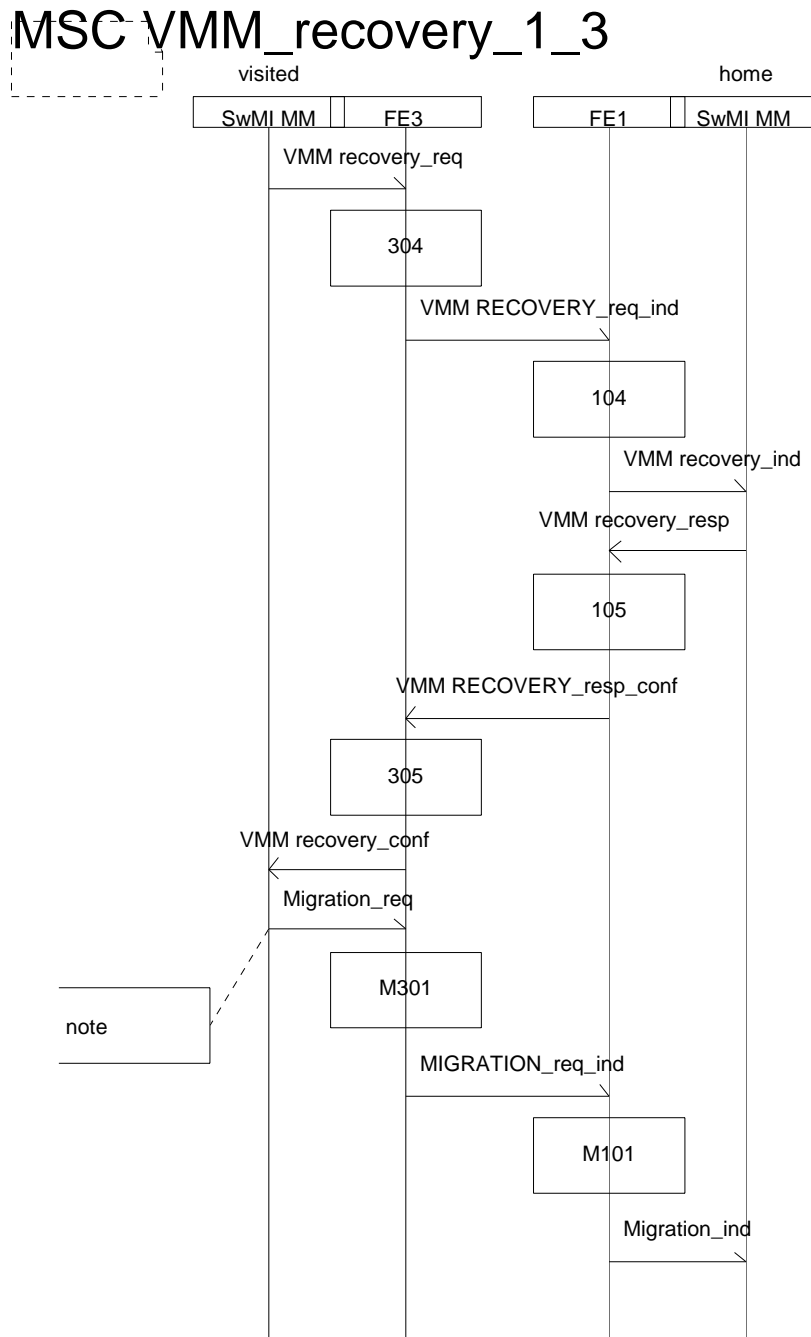 MSC VMM_recovery_1_3
visited
home
SwMI MM
FE3
FE1
SwMI MM
VMM recovery_req
304
VMM RECOVERY_req_ind
104
VMM recovery_ind
VMM recovery_resp
105
VMM RECOVERY_resp_conf
305
VMM recovery_conf
Migration_req
M301
note
MIGRATION_req_ind
M101
Migration_ind